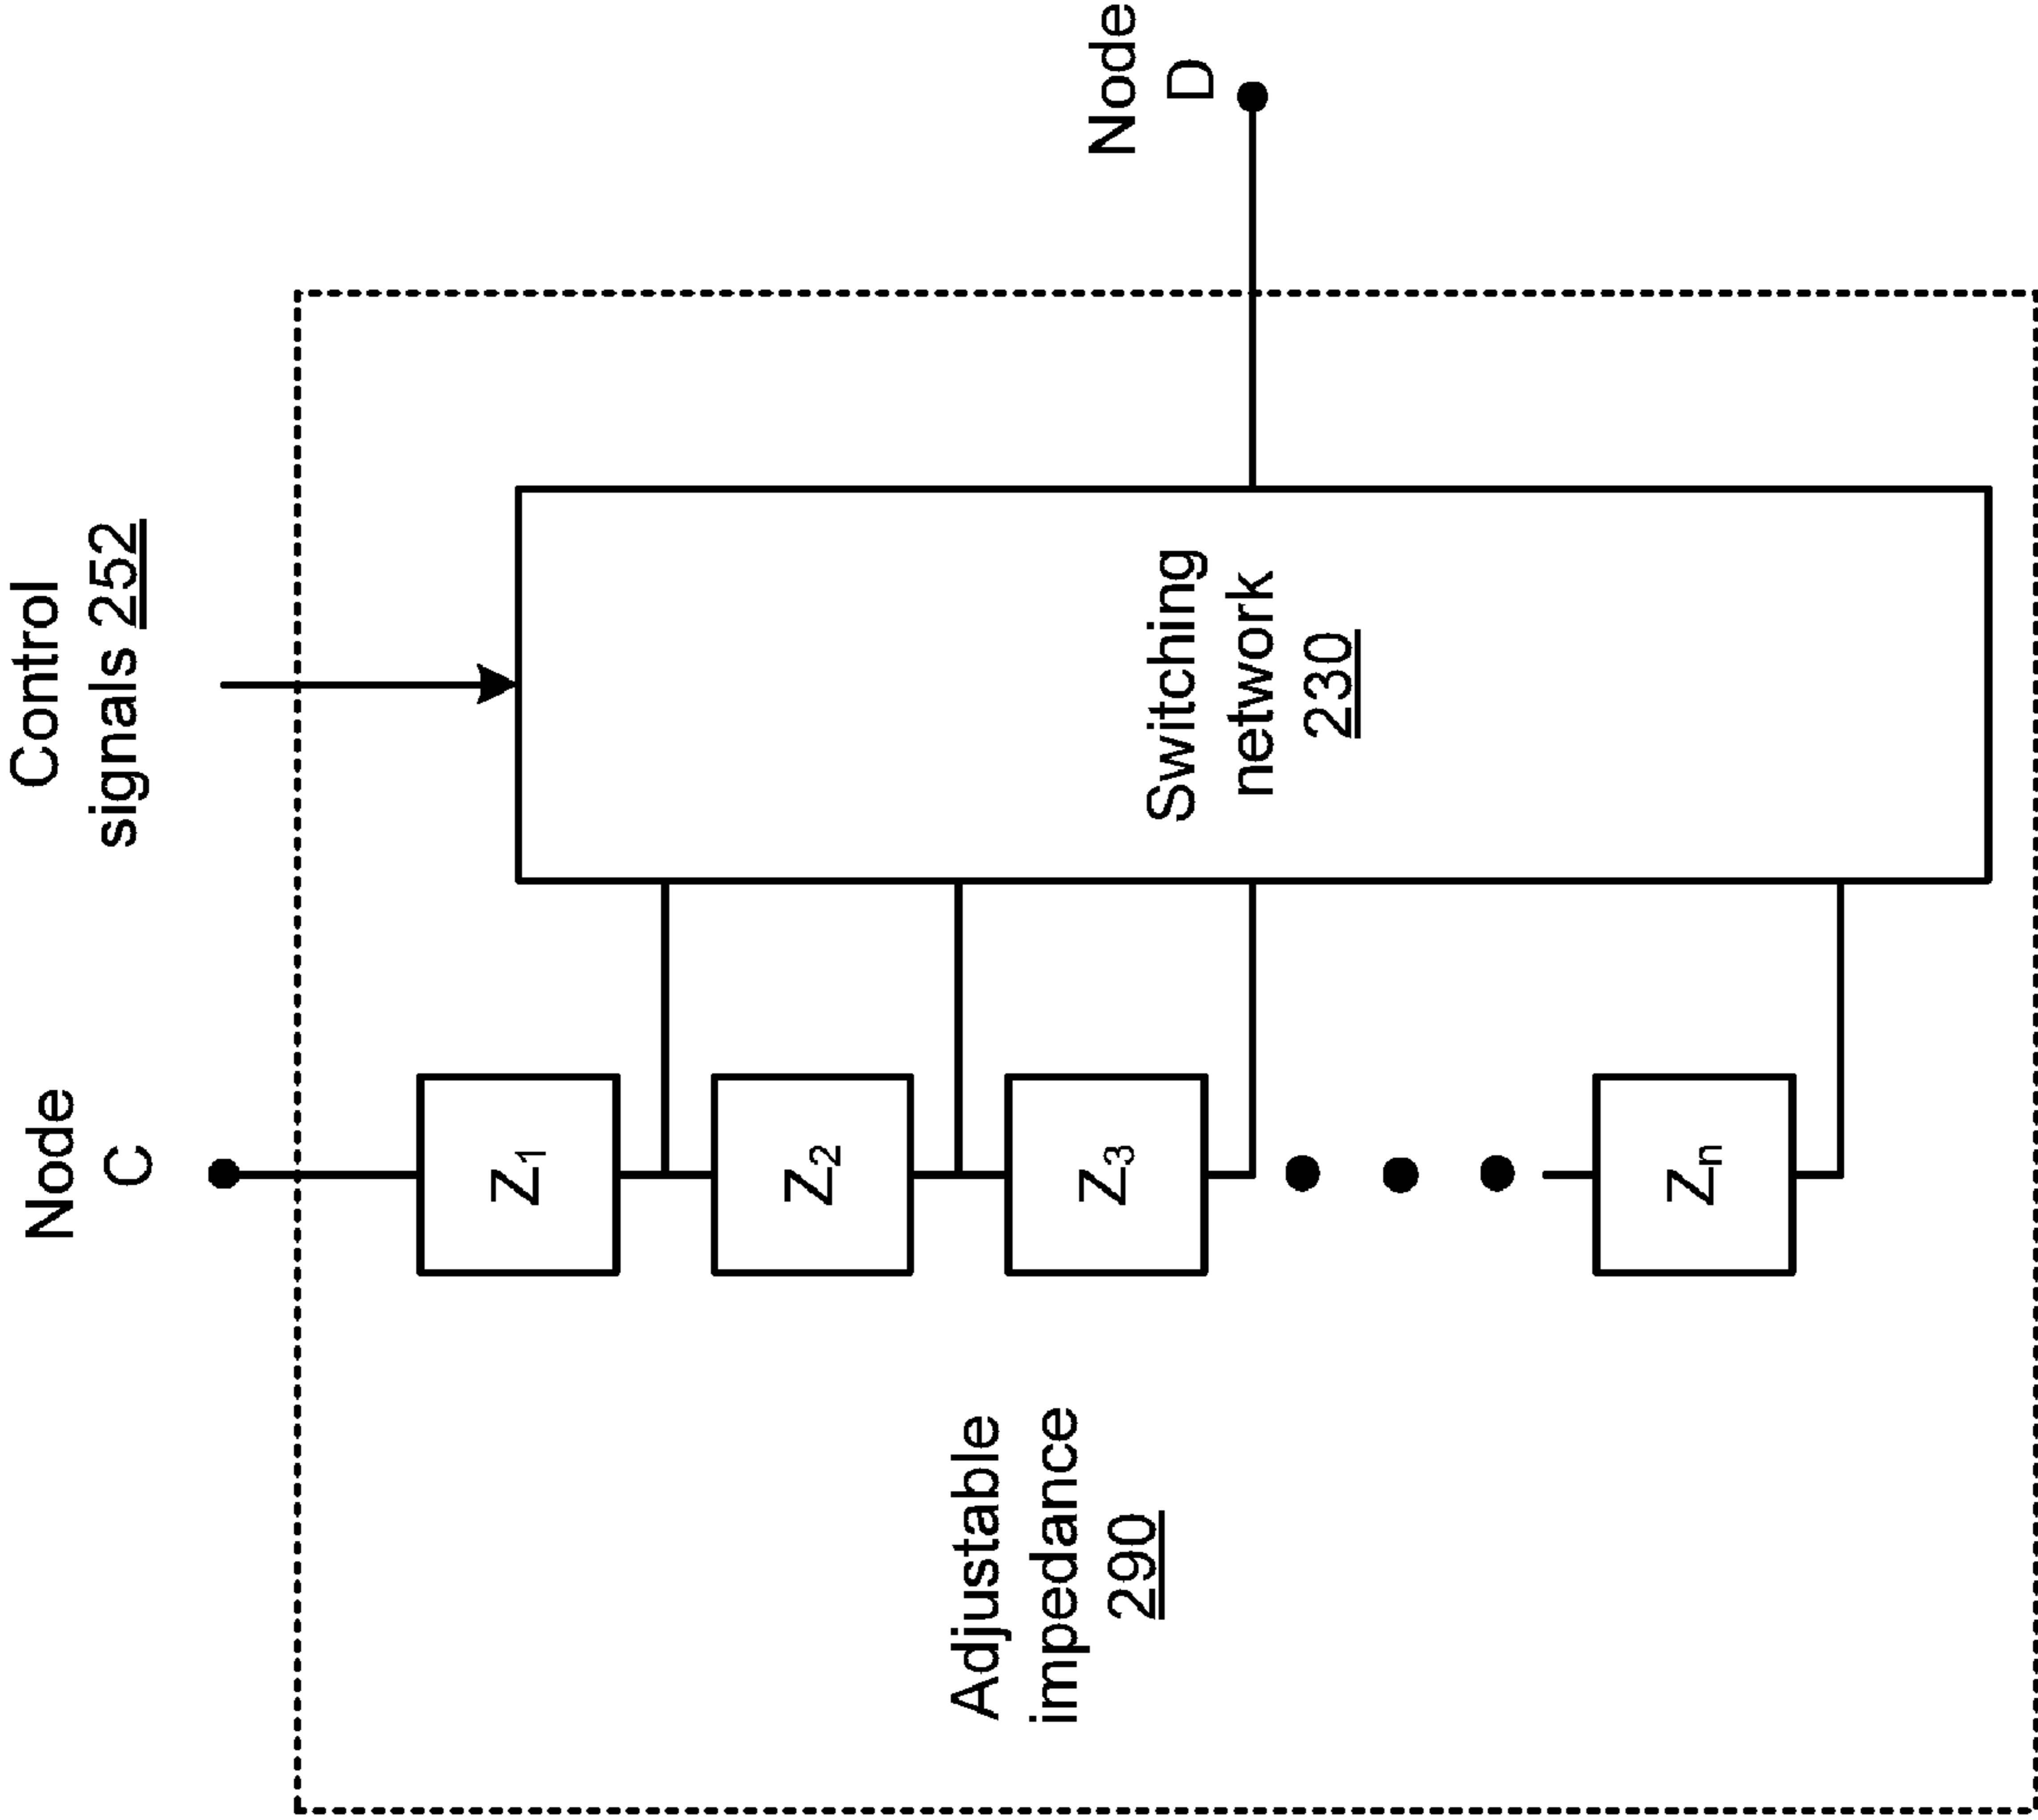 Node
C
Control
signals 252
Node
D
Z1
Z2
Z3
Zn
Switching
network
230
Adjustable
impedance
290